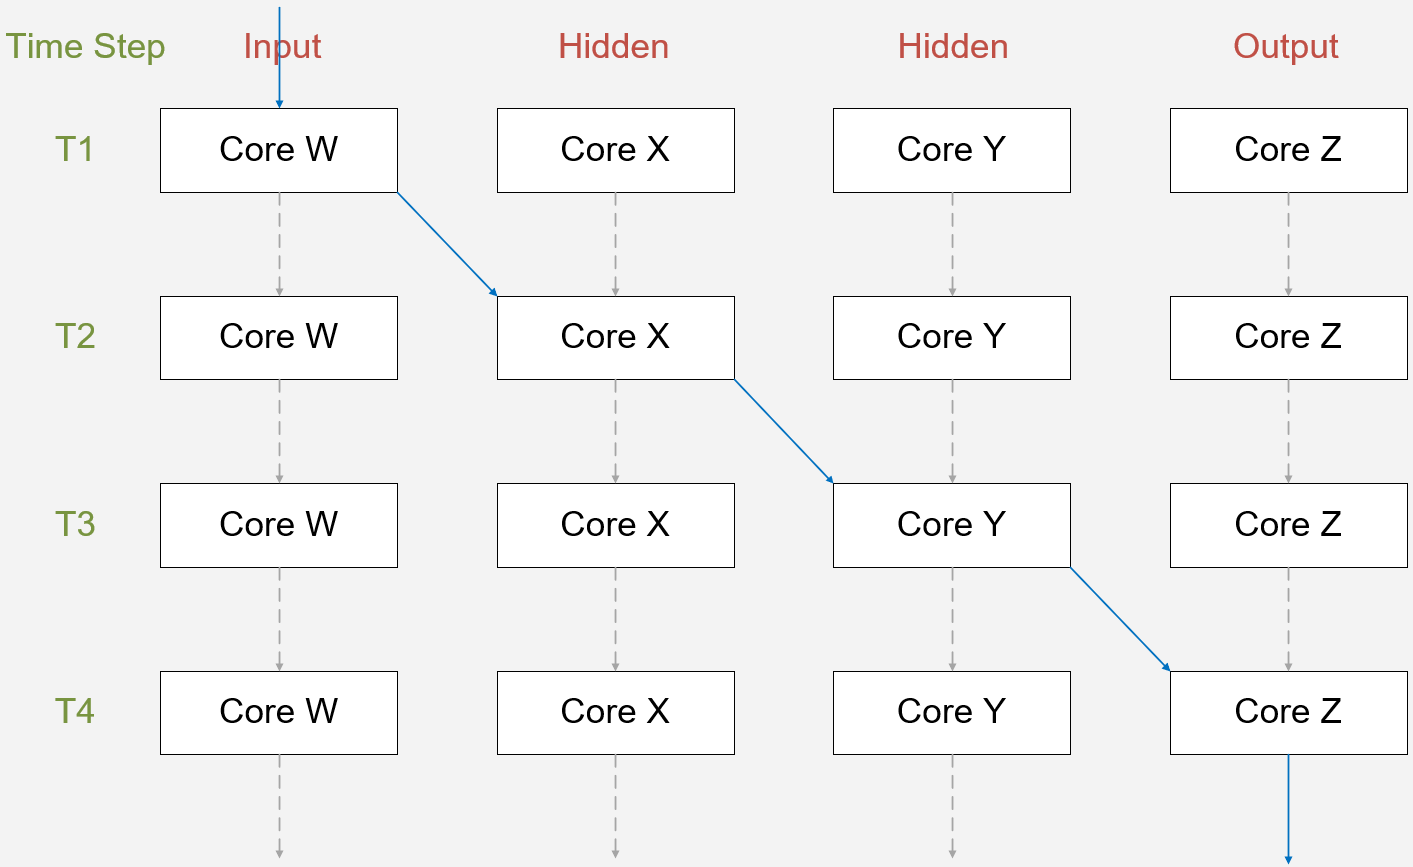 Time Step Input Hidden Hidden Output
T1 Core W Core X Core Y Core Z
T2 Core W Core X Core Y Core Z
T3 Core W Core X Core Y Core Z
T4 Core W Core X Core Y Core Z